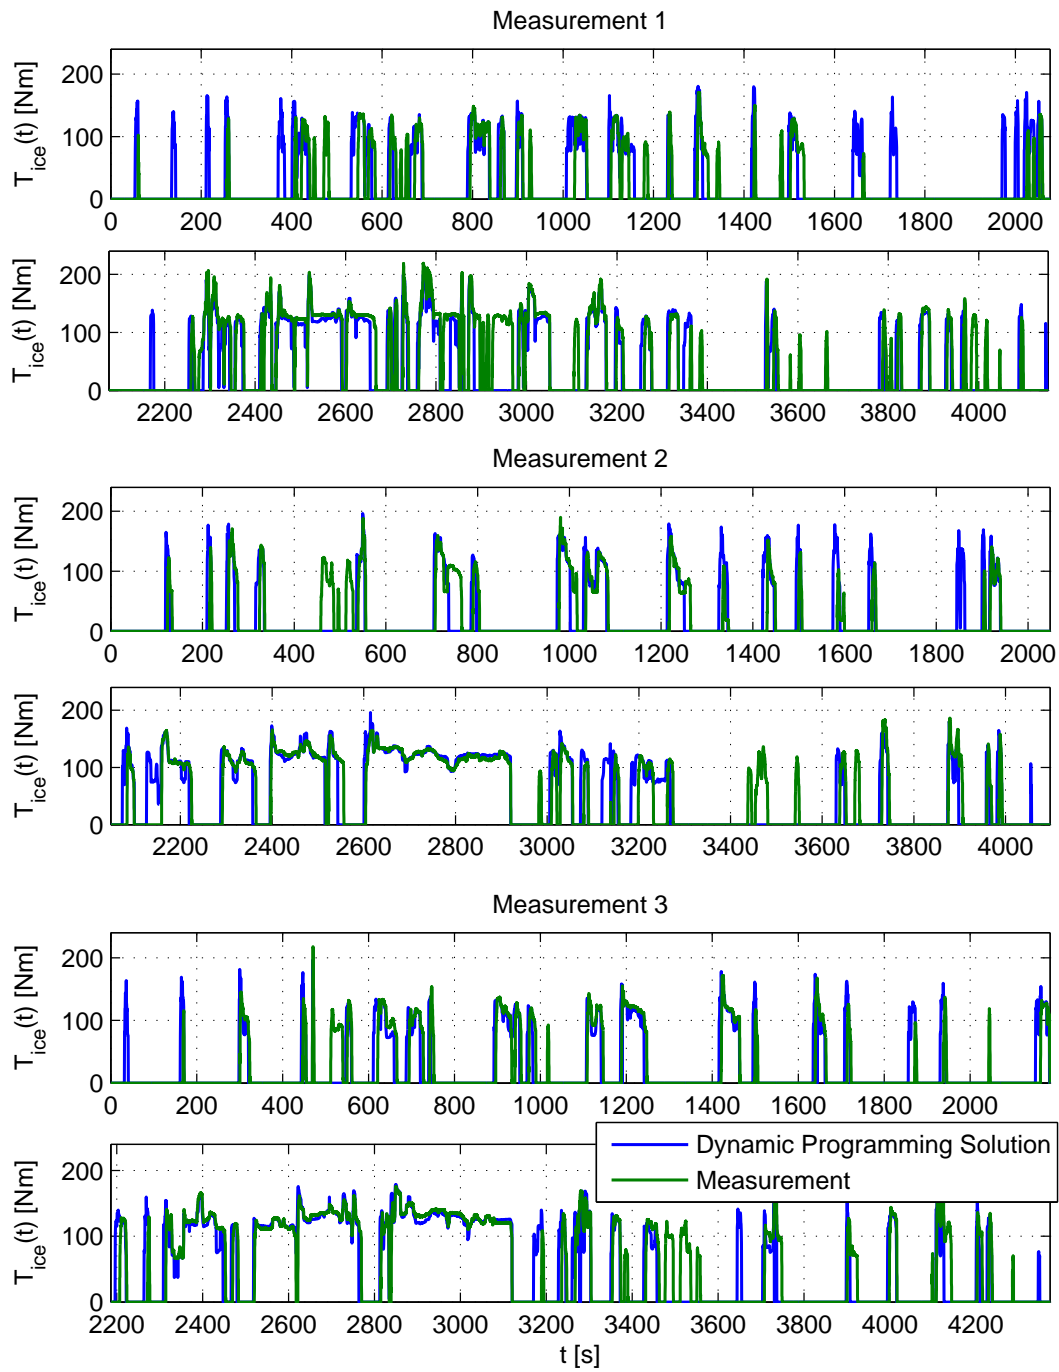 Measurement 1
T_ice(t) [Nm]
200
100
0
0 200 400 600 800 1000 1200 1400 1600 1800 2000
T_ice(t) [Nm]
200
100
0
2200 2400 2600 2800 3000 3200 3400 3600 3800 4000
Measurement 2
T_ice(t) [Nm]
200
100
0
0 200 400 600 800 1000 1200 1400 1600 1800 2000
T_ice(t) [Nm]
200
100
0
2200 2400 2600 2800 3000 3200 3400 3600 3800 4000
Measurement 3
T_ice(t) [Nm]
200
100
0
0 200 400 600 800 1000 1200 1400 1600 1800 2000
Dynamic Programming Solution
Measurement
T_ice(t) [Nm]
200
100
0
2200 2400 2600 2800 3000 3200 3400 3600 3800 4000 4200
t [s]